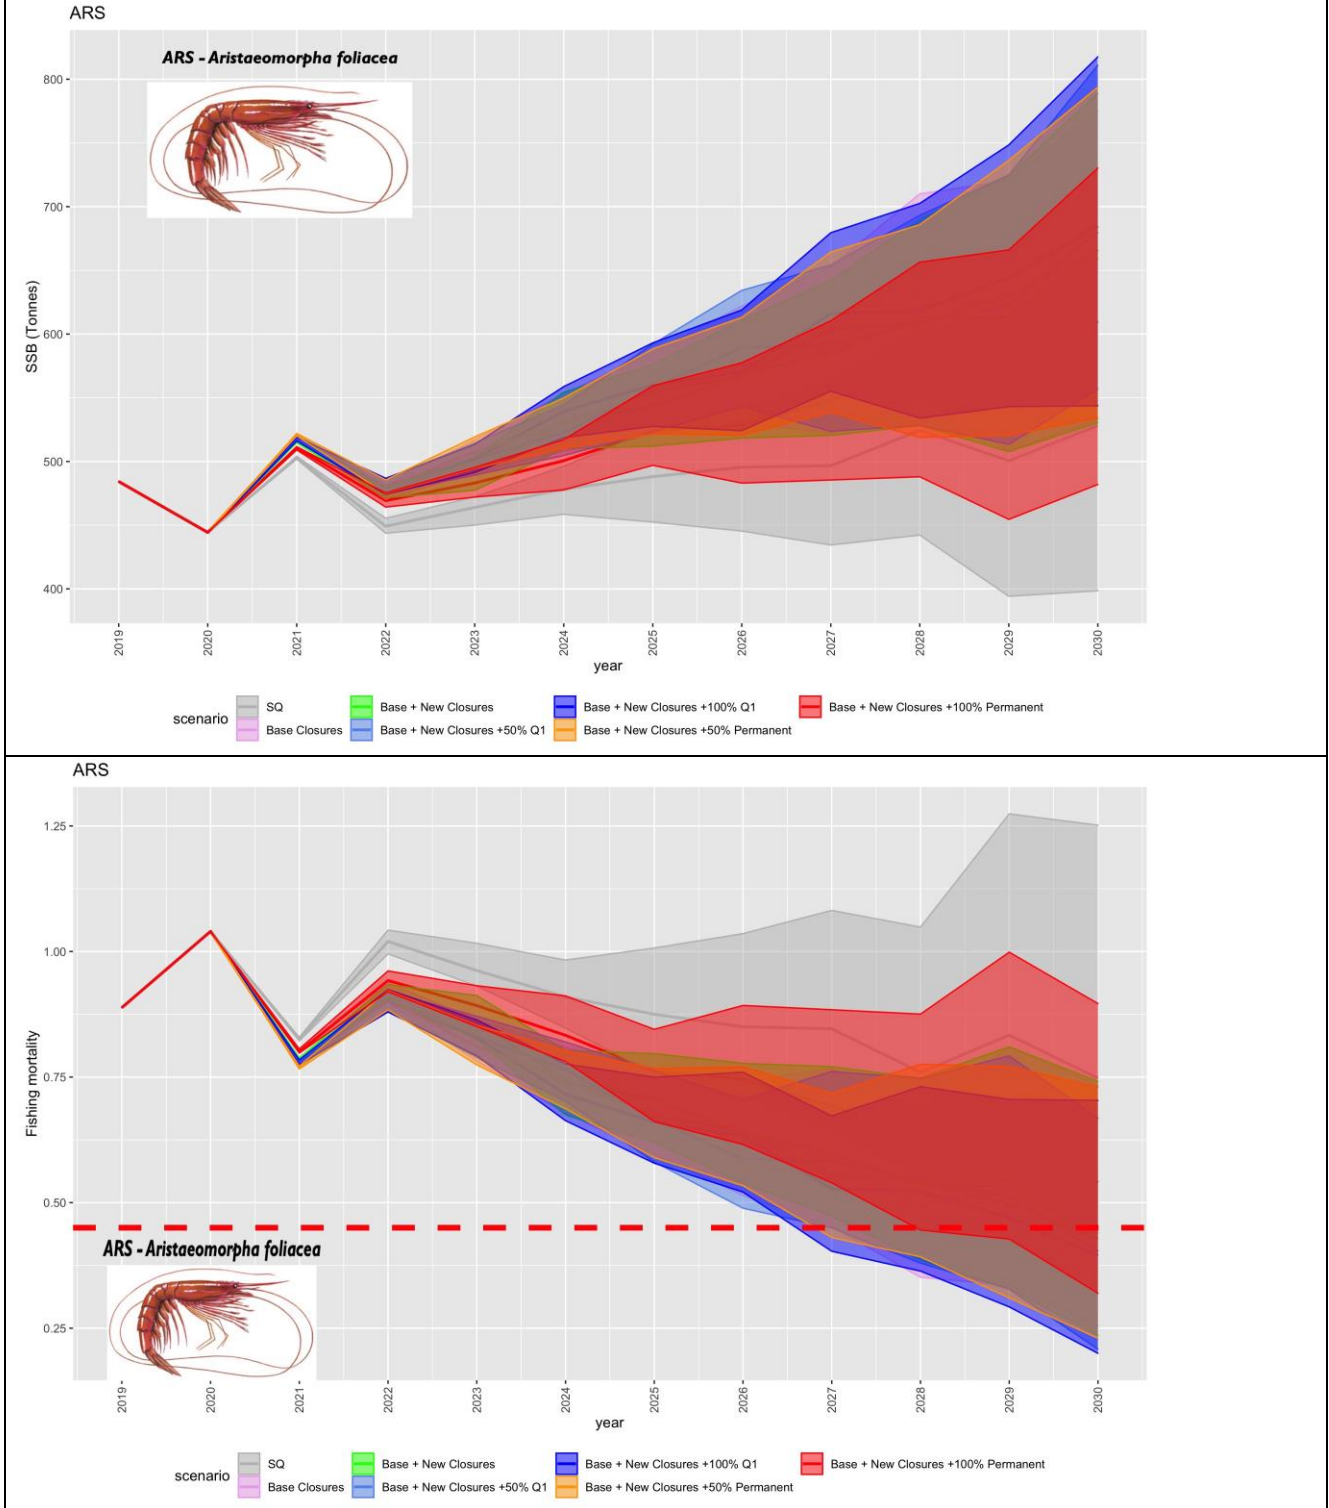 ARS
ARS - Aristaeomorpha foliacea
800
700
600
500
400
SSB (Tonnes)
2019 2020 2021 2022 2023 2024 2025 2026 2027 2028 2029 2030
year
scenario
SQ Base + New Closures Base + New Closures +100% Q1 Base + New Closures +100% Permanent
Base Closures Base + New Closures +50% Q1 Base + New Closures +50% Permanent
ARS
1.25
1.00
0.75
0.50
0.25
Fishing mortality
ARS - Aristaeomorpha foliacea
2019 2020 2021 2022 2023 2024 2025 2026 2027 2028 2029 2030
year
scenario
SQ Base + New Closures Base + New Closures +100% Q1 Base + New Closures +100% Permanent
Base Closures Base + New Closures +50% Q1 Base + New Closures +50% Permanent